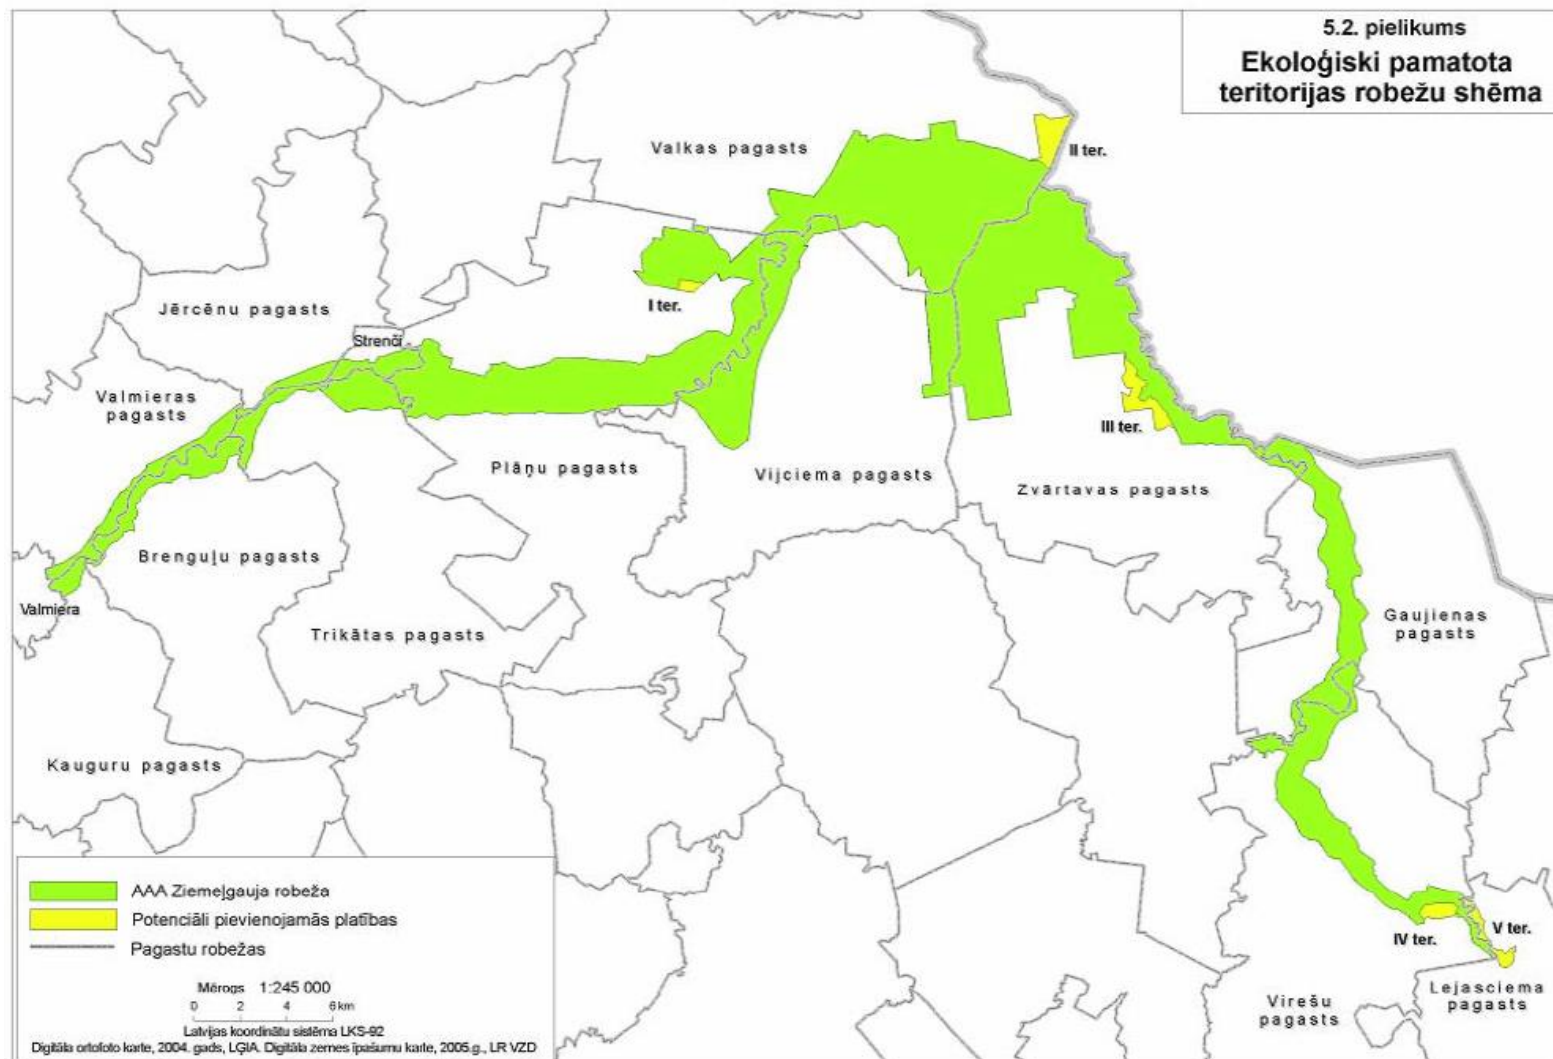 5.2. pielikums
Ekoloģiski pamatota
teritorijas robežu shēma
Valkas pagasts
II ter.
I ter.
Jērcēnu pagasts
Strenči
Valmieras
pagasts
III ter.
Plāņu pagasts
Vijciema pagasts
Zvārtavas pagasts
Brenguļu pagasts
Valmiera
Trikātas pagasts
Gaujienas
pagasts
Kauguru pagasts
AAA Ziemeļgauja robeža
Potenciāli pievienojamās platības
Pagastu robežas
IV ter.
V ter.
Mērogs 1:245 000
0 2 4 6 km
Virešu
pagasts
Lejasciema
pagasts
Latvijas koordinātu sistēma LKS-92
Digitāla ortofoto karte, 2004. gads, LĢIA. Digitāla zemes īpašumu karte, 2005.g., LR VZD